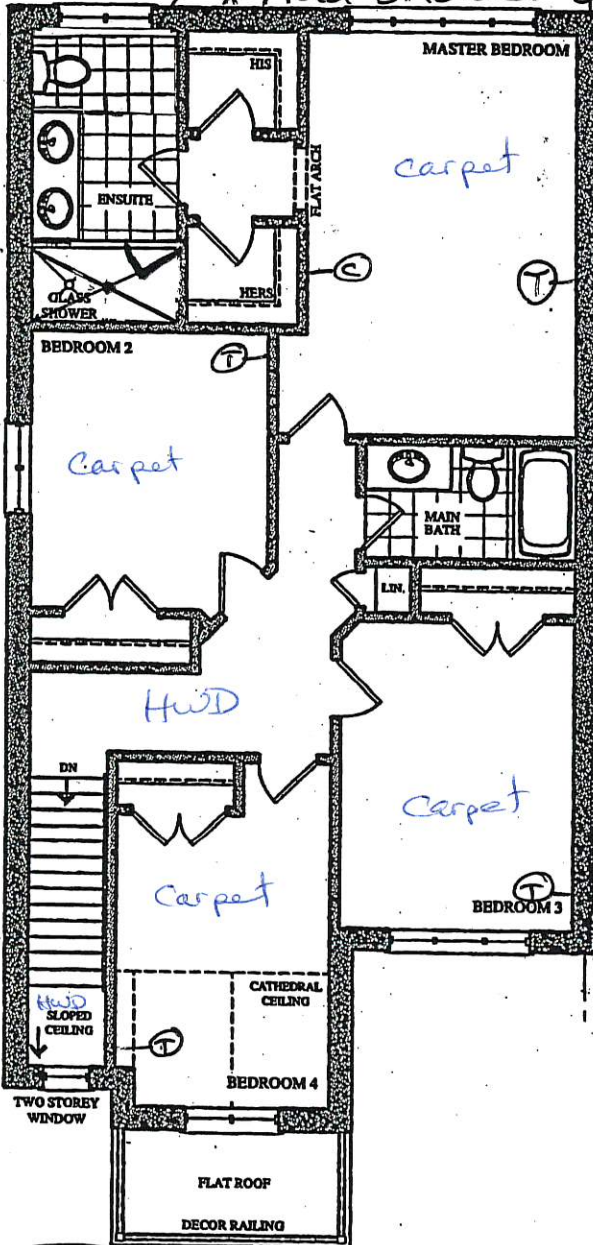 MASTER BEDROOM
HIS
carpet
FLAT ARCH
ENSUITE
C
T
HERS
GLASS
SHOWER
BEDROOM 2
T
Carpet
MAIN
BATH
LIN.
HWD
DN
Carpet
Carpet
T
BEDROOM 3
CATHEDRAL
CEILING
HWD
SLOPED
CEILING
T
BEDROOM 4
TWO STOREY
WINDOW
FLAT ROOF
DECOR RAILING